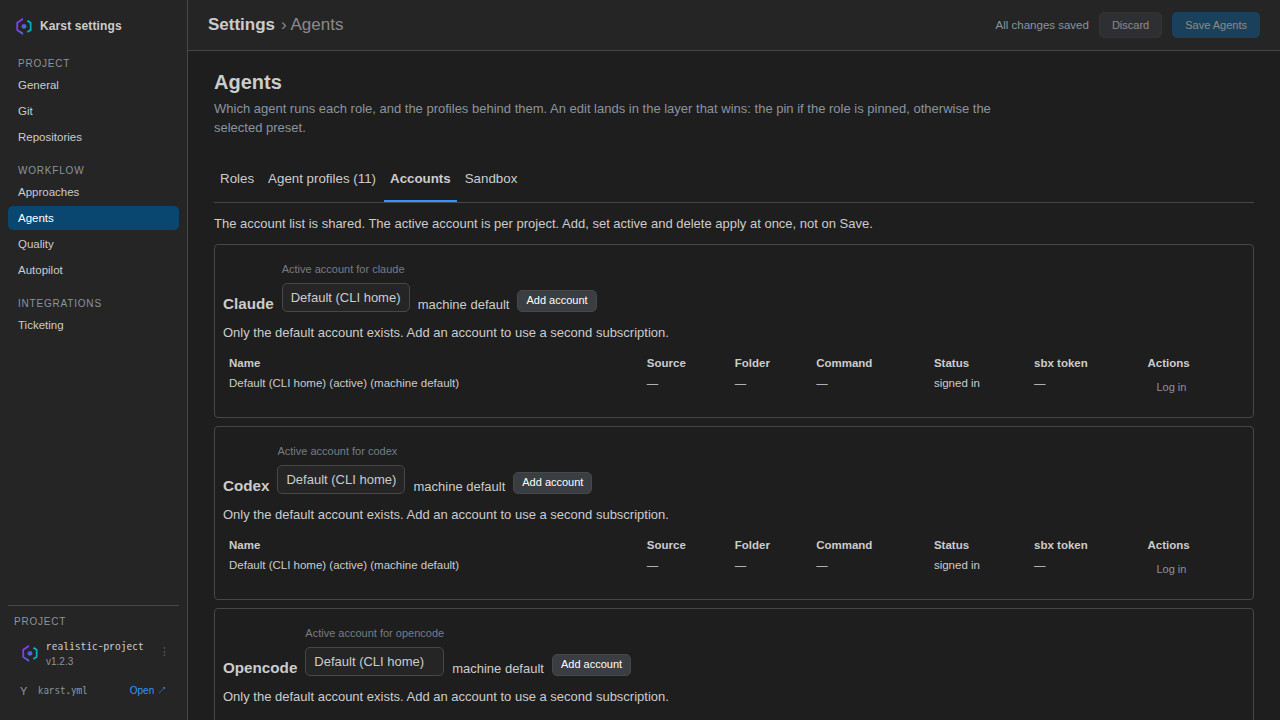 Karst settings
Settings › Agents
All changes saved
Discard
Save Agents
PROJECT
General
Git
Repositories
WORKFLOW
Approaches
Agents
Quality
Autopilot
INTEGRATIONS
Ticketing
PROJECT
realistic-project
v1.2.3
Y karst.yml
Open ↗
Agents
Which agent runs each role, and the profiles behind them. An edit lands in the layer that wins: the pin if the role is pinned, otherwise the
selected preset.
Roles Agent profiles (11) Accounts Sandbox
The account list is shared. The active account is per project. Add, set active and delete apply at once, not on Save.
Active account for claude
Claude Default (CLI home) machine default Add account
Only the default account exists. Add an account to use a second subscription.
Name Source Folder Command Status sbx token Actions
Default (CLI home) (active) (machine default) — — — signed in — Log in
Active account for codex
Codex Default (CLI home) machine default Add account
Only the default account exists. Add an account to use a second subscription.
Name Source Folder Command Status sbx token Actions
Default (CLI home) (active) (machine default) — — — signed in — Log in
Active account for opencode
Opencode Default (CLI home) machine default Add account
Only the default account exists. Add an account to use a second subscription.